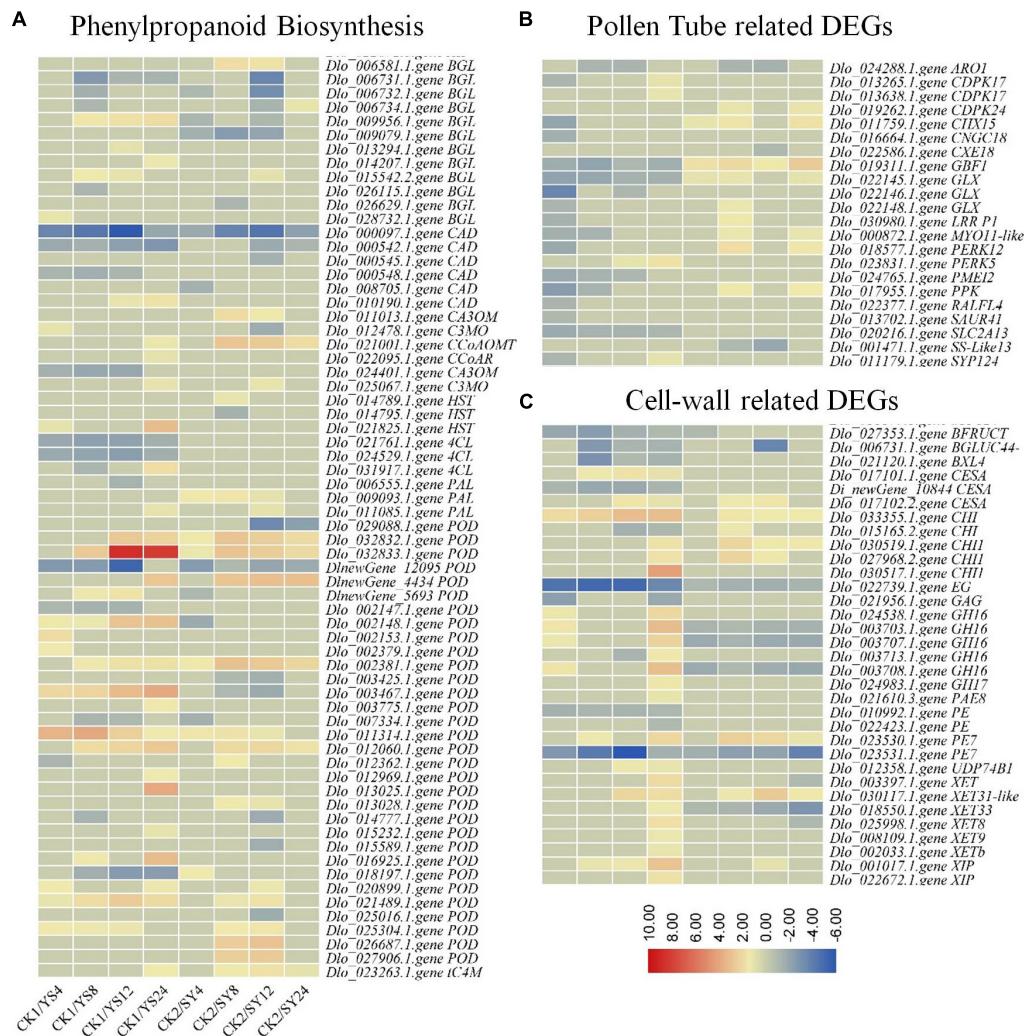 A
Phenylpropanoid Biosynthesis
Dlo_006581.1.gene BGL
Dlo_006731.1.gene BGL
Dlo_006732.1.gene BGL
Dlo_006734.1.gene BGL
Dlo_009956.1.gene BGL
Dlo_009079.1.gene BGL
Dlo_013294.1.gene BGL
Dlo_014207.1.gene BGL
Dlo_015542.2.gene BGL
Dlo_026115.1.gene BGL
Dlo_026629.1.gene BGL
Dlo_028732.1.gene BGL
Dlo_000097.1.gene CAD
Dlo_000542.1.gene CAD
Dlo_000545.1.gene CAD
Dlo_000548.1.gene CAD
Dlo_008705.1.gene CAD
Dlo_010190.1.gene CAD
Dlo_011013.1.gene CA3OM
Dlo_012478.1.gene C3MO
Dlo_021001.1.gene CCoAOMT
Dlo_022095.1.gene CCoAR
Dlo_024401.1.gene CA3OM
Dlo_025067.1.gene C3MO
Dlo_014789.1.gene HST
Dlo_014795.1.gene HST
Dlo_021825.1.gene HST
Dlo_021761.1.gene 4CL
Dlo_024529.1.gene 4CL
Dlo_031917.1.gene 4CL
Dlo_006555.1.gene PAL
Dlo_009093.1.gene PAL
Dlo_011085.1.gene PAL
Dlo_029088.1.gene POD
Dlo_032832.1.gene POD
Dlo_032833.1.gene POD
DlnewGene_12095 POD
DlnewGene_4434 POD
DlnewGene_5693 POD
Dlo_002147.1.gene POD
Dlo_002148.1.gene POD
Dlo_002153.1.gene POD
Dlo_002379.1.gene POD
Dlo_002381.1.gene POD
Dlo_003425.1.gene POD
Dlo_003467.1.gene POD
Dlo_003775.1.gene POD
Dlo_007334.1.gene POD
Dlo_011314.1.gene POD
Dlo_012060.1.gene POD
Dlo_012362.1.gene POD
Dlo_012969.1.gene POD
Dlo_013025.1.gene POD
Dlo_013028.1.gene POD
Dlo_014777.1.gene POD
Dlo_015232.1.gene POD
Dlo_015589.1.gene POD
Dlo_016925.1.gene POD
Dlo_018197.1.gene POD
Dlo_020899.1.gene POD
Dlo_021489.1.gene POD
Dlo_025016.1.gene POD
Dlo_025304.1.gene POD
Dlo_026687.1.gene POD
Dlo_027906.1.gene POD
Dlo_023263.1.gene tC4M
CK1/YS4
CK1/YS8
CK1/YS12
CK1/YS24
CK2/SY4
CK2/SY8
CK2/SY12
CK2/SY24
B
Pollen Tube related DEGs
Dlo_024288.1.gene ARO1
Dlo_013265.1.gene CDPK17
Dlo_013638.1.gene CDPK17
Dlo_019262.1.gene CDPK24
Dlo_011759.1.gene CHX15
Dlo_016664.1.gene CNGC18
Dlo_022586.1.gene CXE18
Dlo_019311.1.gene GBF1
Dlo_022145.1.gene GLX
Dlo_022146.1.gene GLX
Dlo_022148.1.gene GLX
Dlo_030980.1.gene LRR P1
Dlo_000872.1.gene MYO11-like
Dlo_018577.1.gene PERK12
Dlo_023831.1.gene PERK5
Dlo_024765.1.gene PMEI2
Dlo_017955.1.gene PPK
Dlo_022377.1.gene RALFL4
Dlo_013702.1.gene SAUR41
Dlo_020216.1.gene SLC2A13
Dlo_001471.1.gene SS-Like13
Dlo_011179.1.gene SYP124
C
Cell-wall related DEGs
Dlo_027353.1.gene BFRUCT
Dlo_006731.1.gene BGLUC44-
Dlo_021120.1.gene BXL4
Dlo_017101.1.gene CESA
Di_newGene_10844 CESA
Dlo_017102.2.gene CESA
Dlo_033355.1.gene CHI
Dlo_015165.2.gene CHI
Dlo_030519.1.gene CHI1
Dlo_027968.2.gene CHI1
Dlo_030517.1.gene CHI1
Dlo_022739.1.gene EG
Dlo_021956.1.gene GAG
Dlo_024538.1.gene GH16
Dlo_003703.1.gene GH16
Dlo_003707.1.gene GH16
Dlo_003713.1.gene GH16
Dlo_003708.1.gene GH16
Dlo_024983.1.gene GH17
Dlo_021610.3.gene PAE8
Dlo_010992.1.gene PE
Dlo_022423.1.gene PE
Dlo_023530.1.gene PE7
Dlo_023531.1.gene PE7
Dlo_012358.1.gene UDP74B1
Dlo_003397.1.gene XET
Dlo_030117.1.gene XET31-like
Dlo_018550.1.gene XET33
Dlo_025998.1.gene XET8
Dlo_008109.1.gene XET9
Dlo_002033.1.gene XETb
Dlo_001017.1.gene XIP
Dlo_022672.1.gene XIP
10.00
8.00
6.00
4.00
2.00
0.00
-2.00
-4.00
-6.00